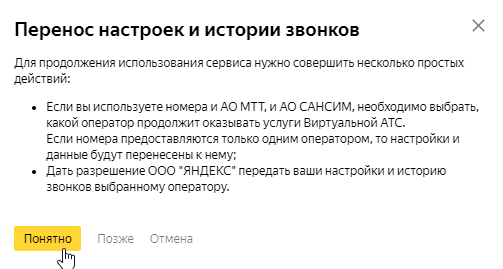 Перенос настроек и истории звонков
Для продолжения использования сервиса нужно совершить несколько простых
действий:
• Если вы используете номера и АО МТТ, и АО САНСИМ, необходимо выбрать,
какой оператор продолжит оказывать услуги Виртуальной АТС.
Если номера предоставляются только одним оператором, то настройки и
данные будут перенесены к нему;
• Дать разрешение ООО "ЯНДЕКС" передать ваши настройки и историю
звонков выбранному оператору.
Понятно Позже Отмена